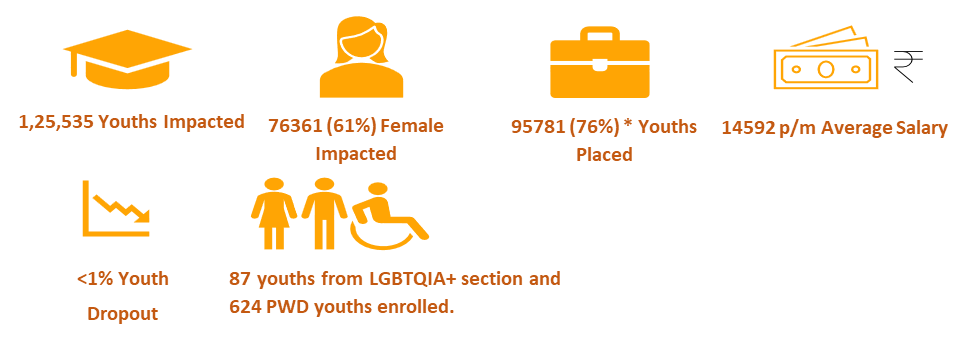 ₹
1,25,535 Youths Impacted
76361 (61%) Female
Impacted
95781 (76%) * Youths
Placed
14592 p/m Average Salary
<1% Youth
Dropout
87 youths from LGBTQIA+ section and
624 PWD youths enrolled.